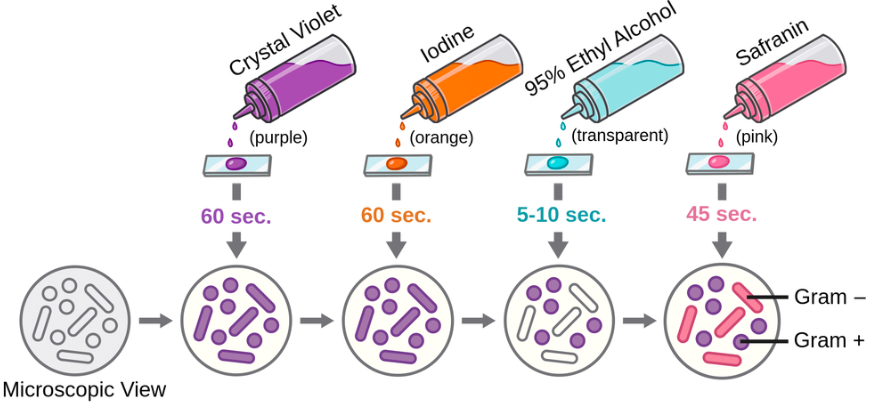 Crystal Violet
Iodine
95% Ethyl Alcohol
Safranin
(purple)
(orange)
(transparent)
(pink)
60 sec.
60 sec.
5-10 sec.
45 sec.
Gram –
Gram +
Microscopic View